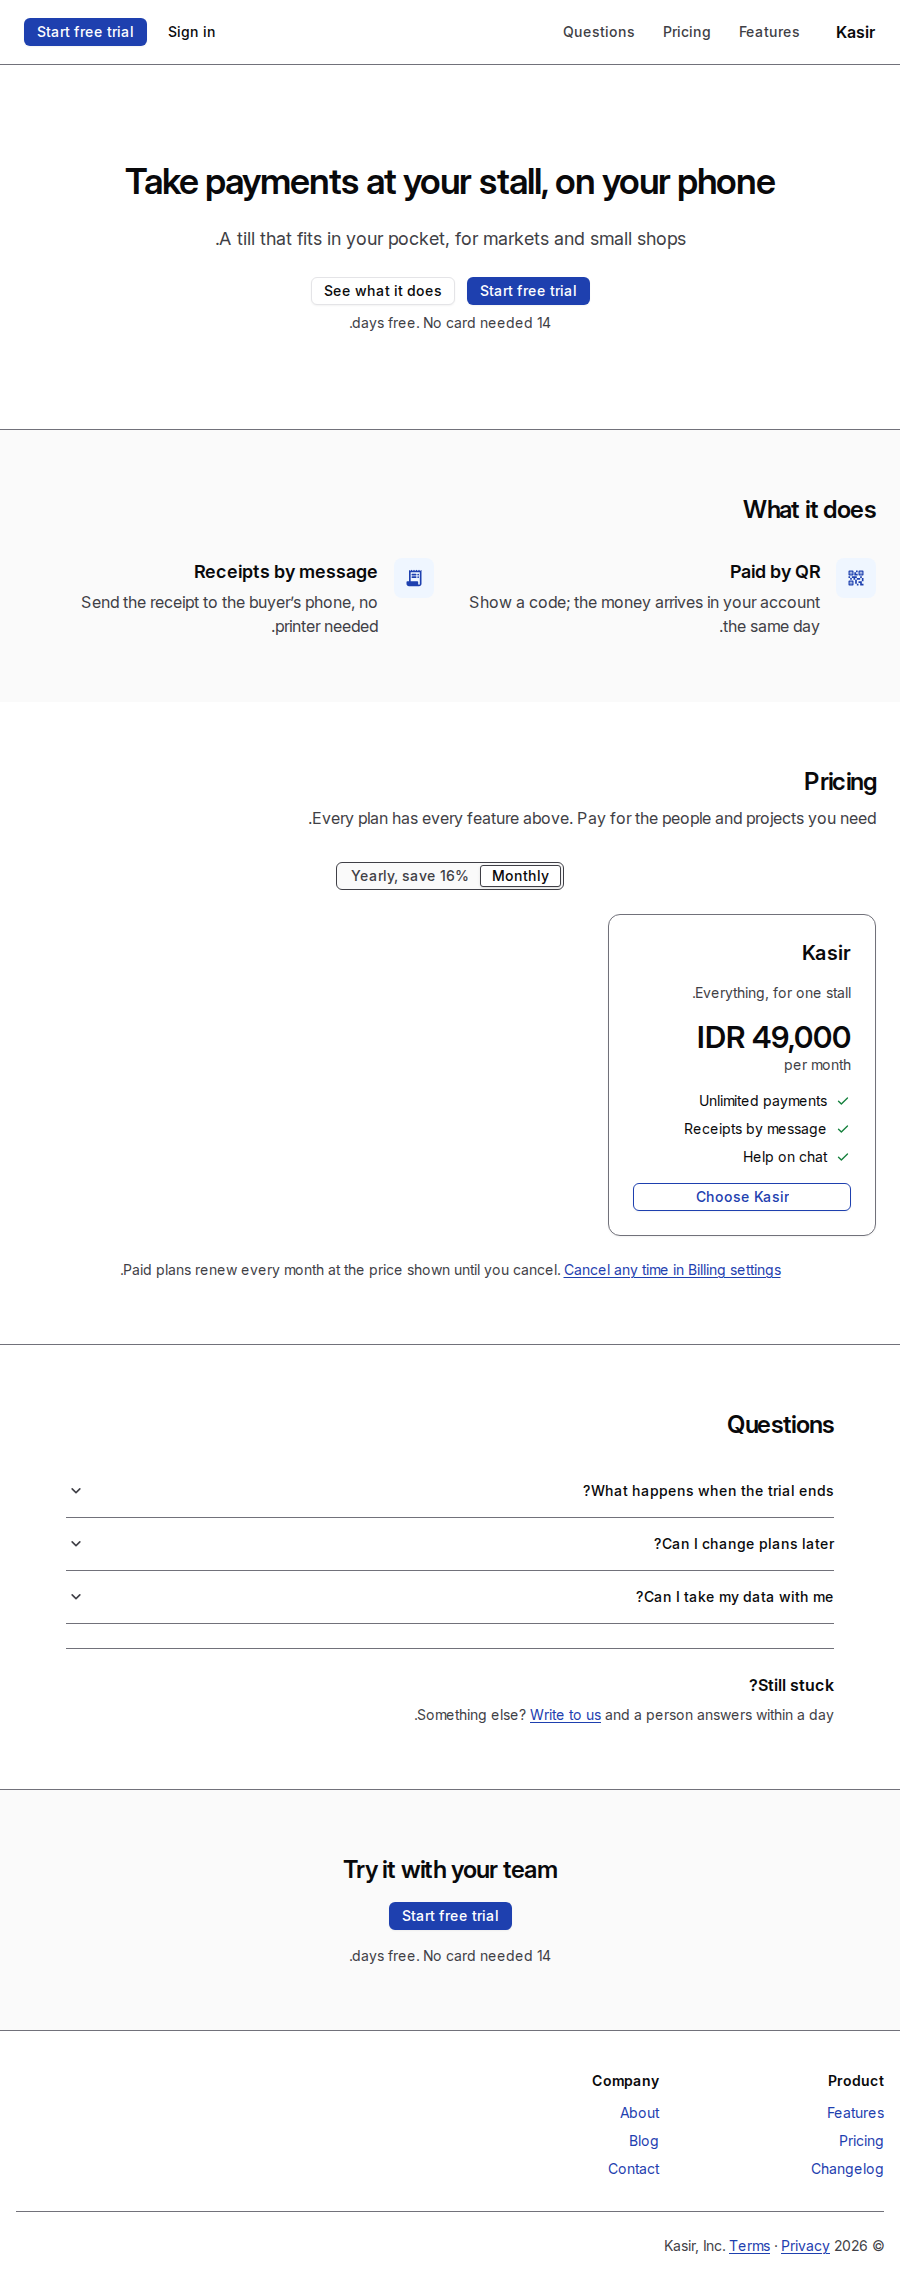 Start free trial Sign in Questions Pricing Features Kasir
Take payments at your stall, on your phone
.A till that fits in your pocket, for markets and small shops
See what it does Start free trial
.days free. No card needed 14
What it does
Paid by QR
Show a code; the money arrives in your account
.the same day
Receipts by message
Send the receipt to the buyer’s phone, no
.printer needed
Pricing
.Every plan has every feature above. Pay for the people and projects you need
Yearly, save 16% Monthly
Kasir
.Everything, for one stall
IDR 49,000
per month
Unlimited payments
Receipts by message
Help on chat
Choose Kasir
.Paid plans renew every month at the price shown until you cancel. Cancel any time in Billing settings
Questions
?What happens when the trial ends
?Can I change plans later
?Can I take my data with me
?Still stuck
.Something else? Write to us and a person answers within a day
Try it with your team
Start free trial
.days free. No card needed 14
Product
Features
Pricing
Changelog
Company
About
Blog
Contact
Kasir, Inc. Terms · Privacy 2026 ©